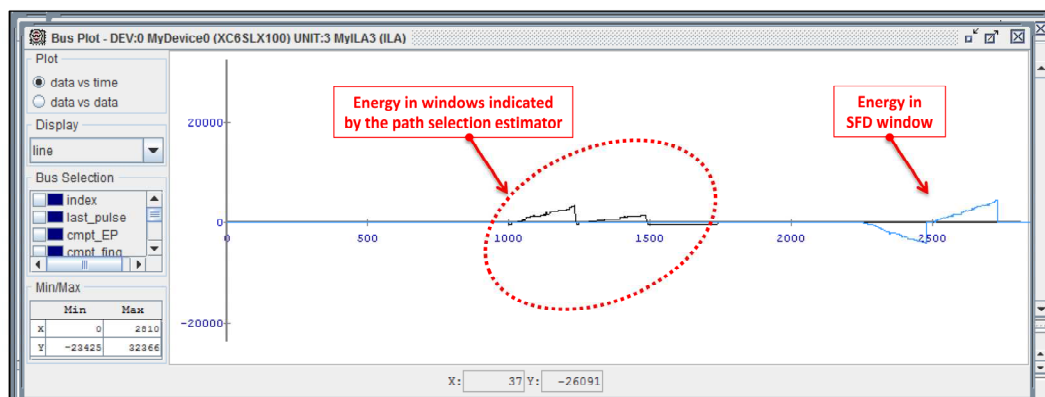 Bus Plot - DEV:0 MyDevice0 (XC6SLX100) UNIT:3 MyILA3 (ILA)
Plot
data vs time
data vs data
Display
line
Bus Selection
index
last_pulse
cmpt_EP
cmpt_fing
Min/Max
Min Max
X 0 2810
Y -23425 32366
Energy in windows indicated
by the path selection estimator
Energy in
SFD window
20000
0
-20000
0 500 1000 1500 2000 2500
X: 37 Y: -26091